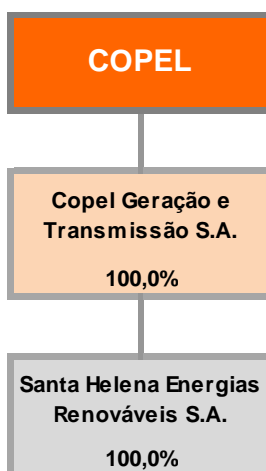 COPEL
Copel Geração e
Transmissão S.A.
100,0%
Santa Helena Energias
Renováveis S.A.
100,0%